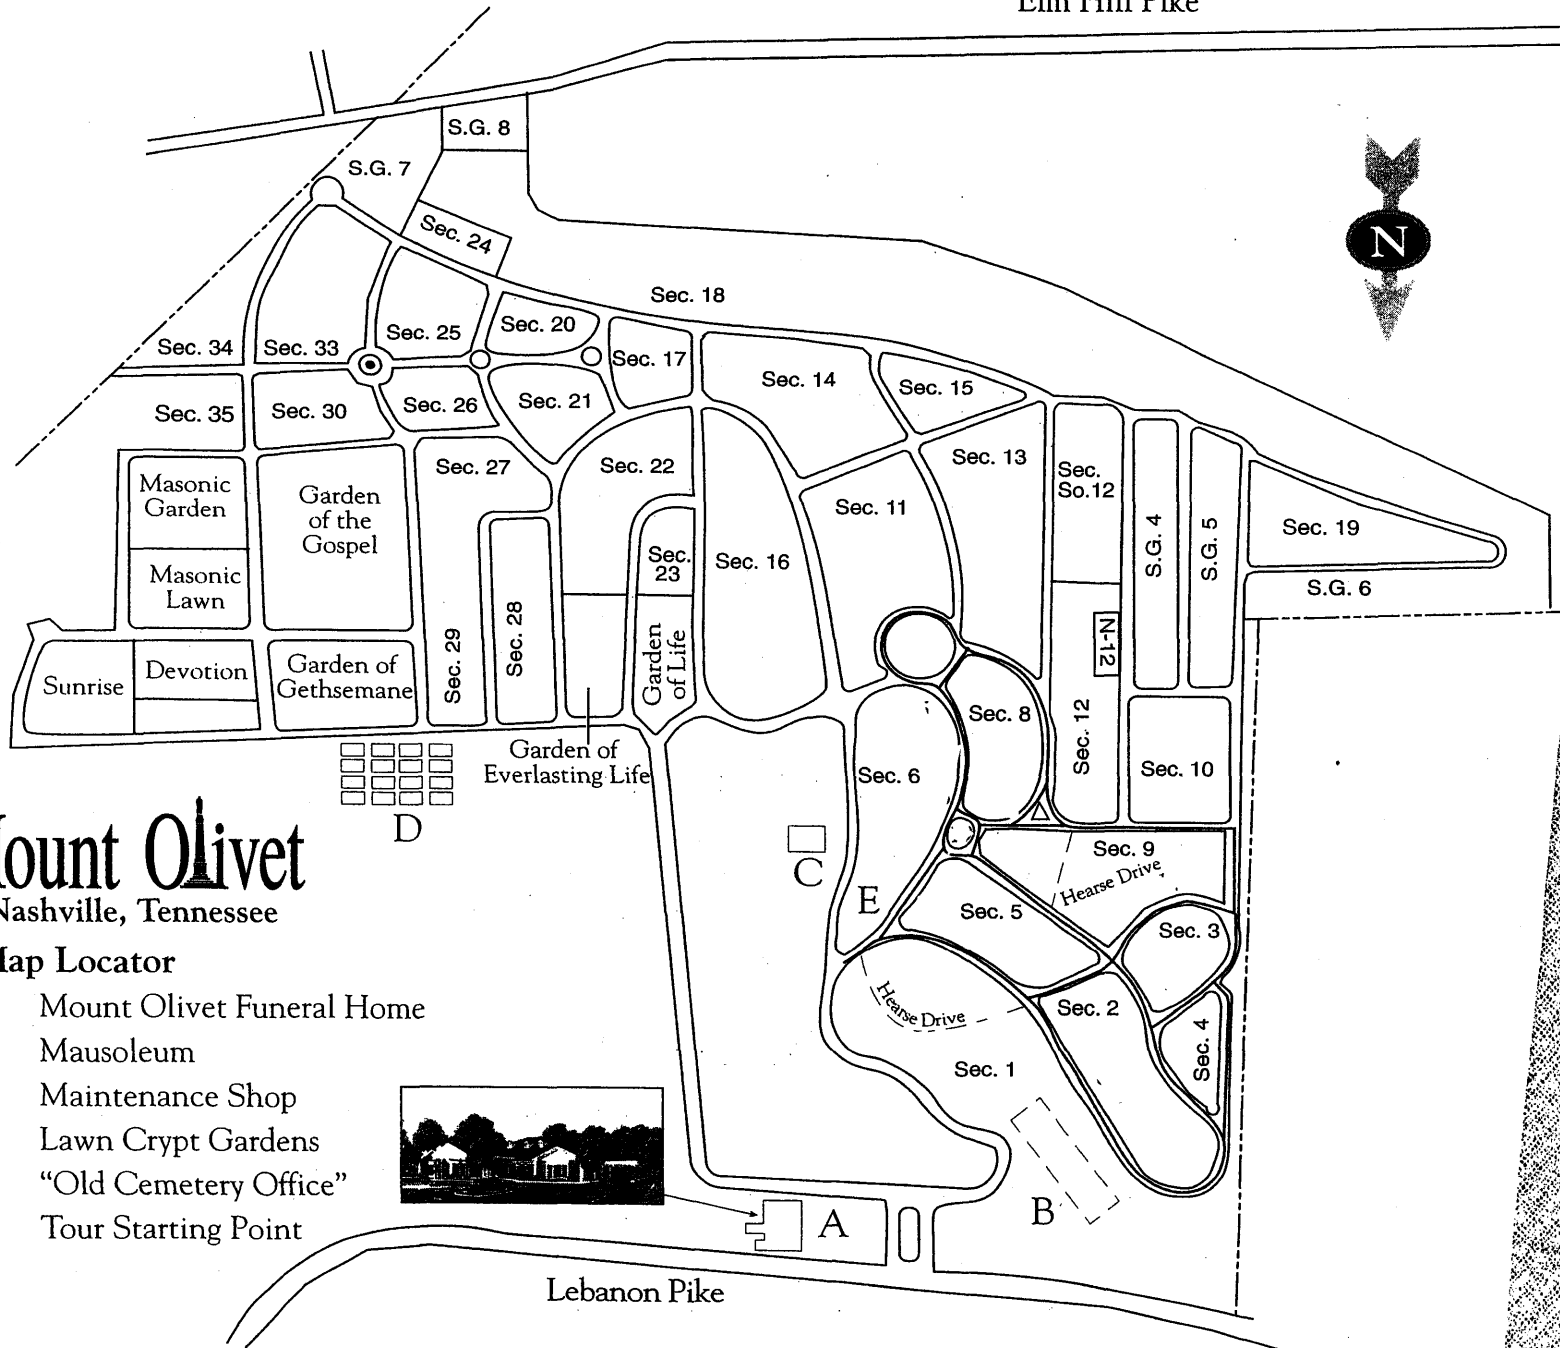 Elm Hill Pike
S.G. 8
S.G. 7
Sec. 24
N
Sec. 18
Sec. 20
Sec. 25
Sec. 34
Sec. 33
Sec. 17
Sec. 14
Sec. 15
Sec. 35
Sec. 30
Sec. 26
Sec. 21
Sec. 27
Sec. 22
Sec. 13
Sec.
So.12
Masonic
Garden
Garden
of the
Gospel
Sec. 11
S.G. 4
S.G. 5
Sec. 19
Sec.
23
Sec. 16
Masonic
Lawn
S.G. 6
Sec. 29
Sec. 28
Garden
of Life
N-12
Sunrise
Devotion
Garden of
Gethsemane
Sec. 8
Sec. 12
Garden of
Everlasting Life
Sec. 6
Sec. 10
D
C
Sec. 9
Hearse Drive
E
Sec. 5
Sec. 3
Hearse Drive
Sec. 2
Sec. 4
Sec. 1
B
A
Lebanon Pike
ount Olivet
Nashville, Tennessee
Map Locator
Mount Olivet Funeral Home
Mausoleum
Maintenance Shop
Lawn Crypt Gardens
“Old Cemetery Office”
Tour Starting Point